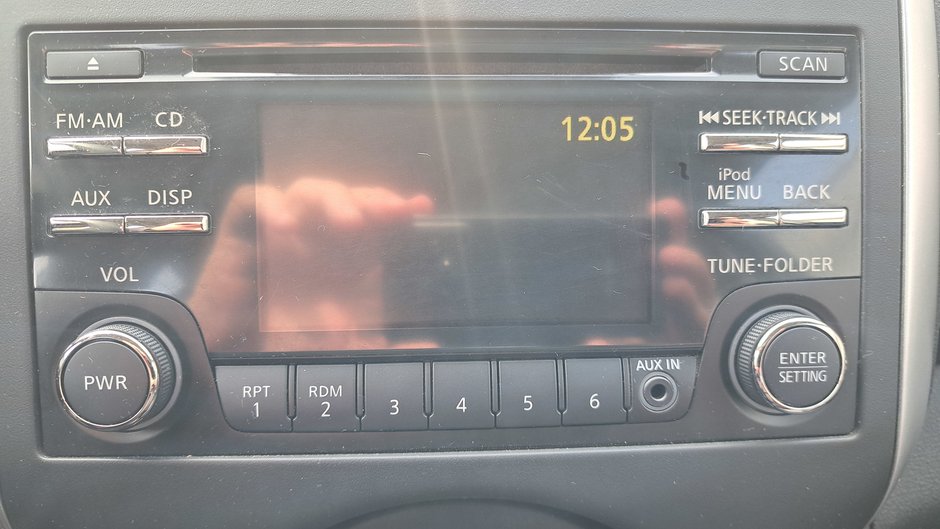 SCAN
FM·AM CD
12:05
SEEK·TRACK
AUX DISP
iPod
MENU BACK
VOL
TUNE·FOLDER
PWR
RPT
1
RDM
2
3
4
5
6
AUX IN
ENTER
SETTING